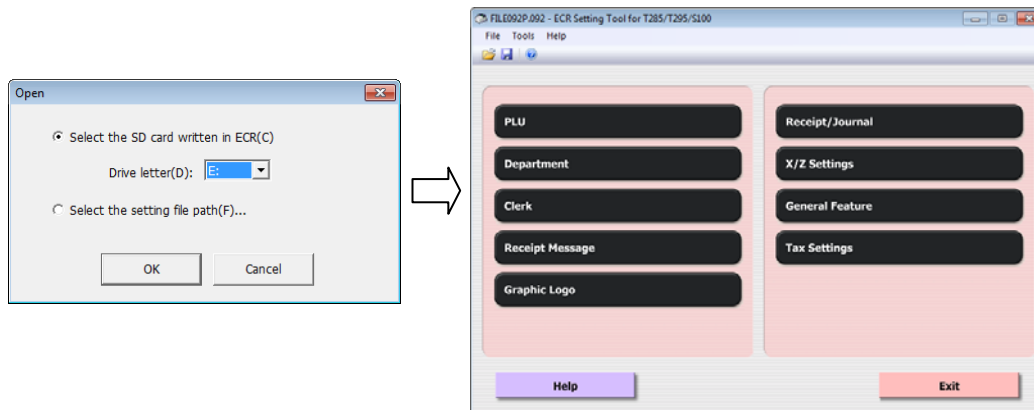 Open
Select the SD card written in ECR(C)
Drive letter(D): E:
Select the setting file path(F)...
OK Cancel
FILE092P.092 - ECR Setting Tool for T285/T295/S100
File Tools Help
PLU
Department
Clerk
Receipt Message
Graphic Logo
Receipt/Journal
X/Z Settings
General Feature
Tax Settings
Help Exit